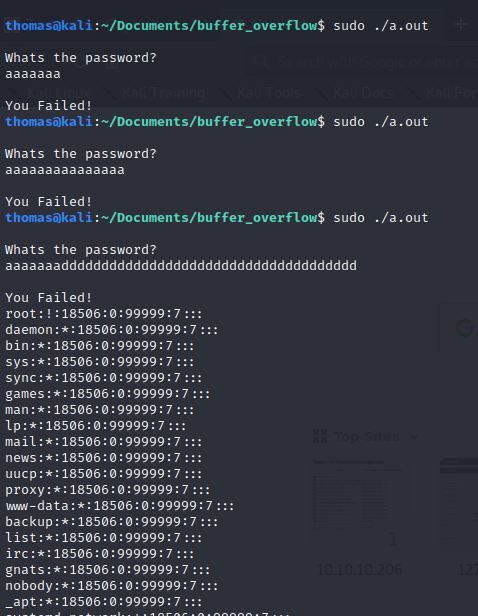 thomas@kali:~/Documents/buffer_overflow$ sudo ./a.out
Whats the password?
aaaaaaa
You Failed!
thomas@kali:~/Documents/buffer_overflow$ sudo ./a.out
Whats the password?
aaaaaaaaaaaaaaa
You Failed!
thomas@kali:~/Documents/buffer_overflow$ sudo ./a.out
Whats the password?
aaaaaaaddddddddddddddddddddddddddddddddddddd
You Failed!
root:!:18506:0:99999:7:::
daemon:*:18506:0:99999:7:::
bin:*:18506:0:99999:7:::
sys:*:18506:0:99999:7:::
sync:*:18506:0:99999:7:::
games:*:18506:0:99999:7:::
man:*:18506:0:99999:7:::
lp:*:18506:0:99999:7:::
mail:*:18506:0:99999:7:::
news:*:18506:0:99999:7:::
uucp:*:18506:0:99999:7:::
proxy:*:18506:0:99999:7:::
www-data:*:18506:0:99999:7:::
backup:*:18506:0:99999:7:::
list:*:18506:0:99999:7:::
irc:*:18506:0:99999:7:::
gnats:*:18506:0:99999:7:::
nobody:*:18506:0:99999:7:::
_apt:*:18506:0:99999:7:::
Search with Google or enter
Kali Linux
Kali Training
Kali Tools
Kali Docs
Kali
Top Sites
10.10.10.206